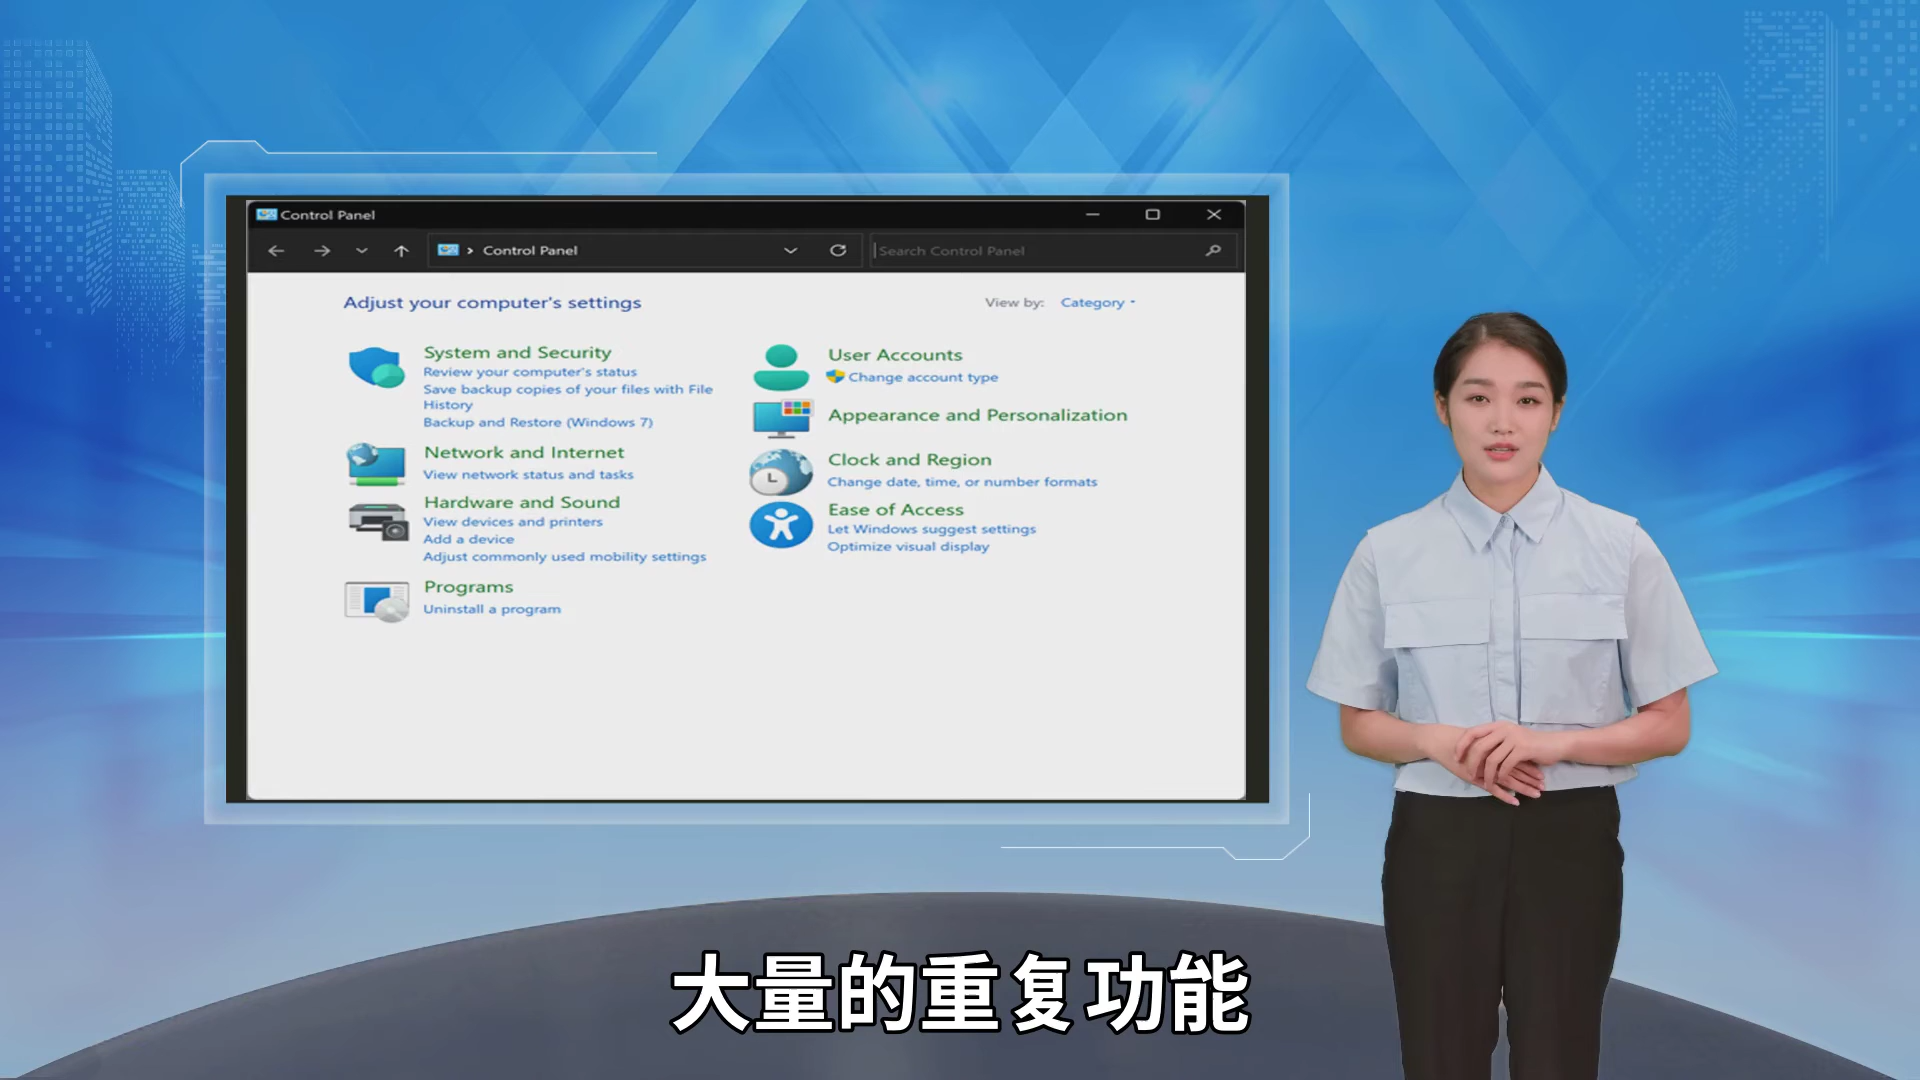 Control Panel
Control Panel
Search Control Panel
Adjust your computer's settings
View by: Category
System and Security
Review your computer's status
Save backup copies of your files with File
History
Backup and Restore (Windows 7)
Network and Internet
View network status and tasks
Hardware and Sound
View devices and printers
Add a device
Adjust commonly used mobility settings
Programs
Uninstall a program
User Accounts
Change account type
Appearance and Personalization
Clock and Region
Change date, time, or number formats
Ease of Access
Let Windows suggest settings
Optimize visual display
大量的重复功能